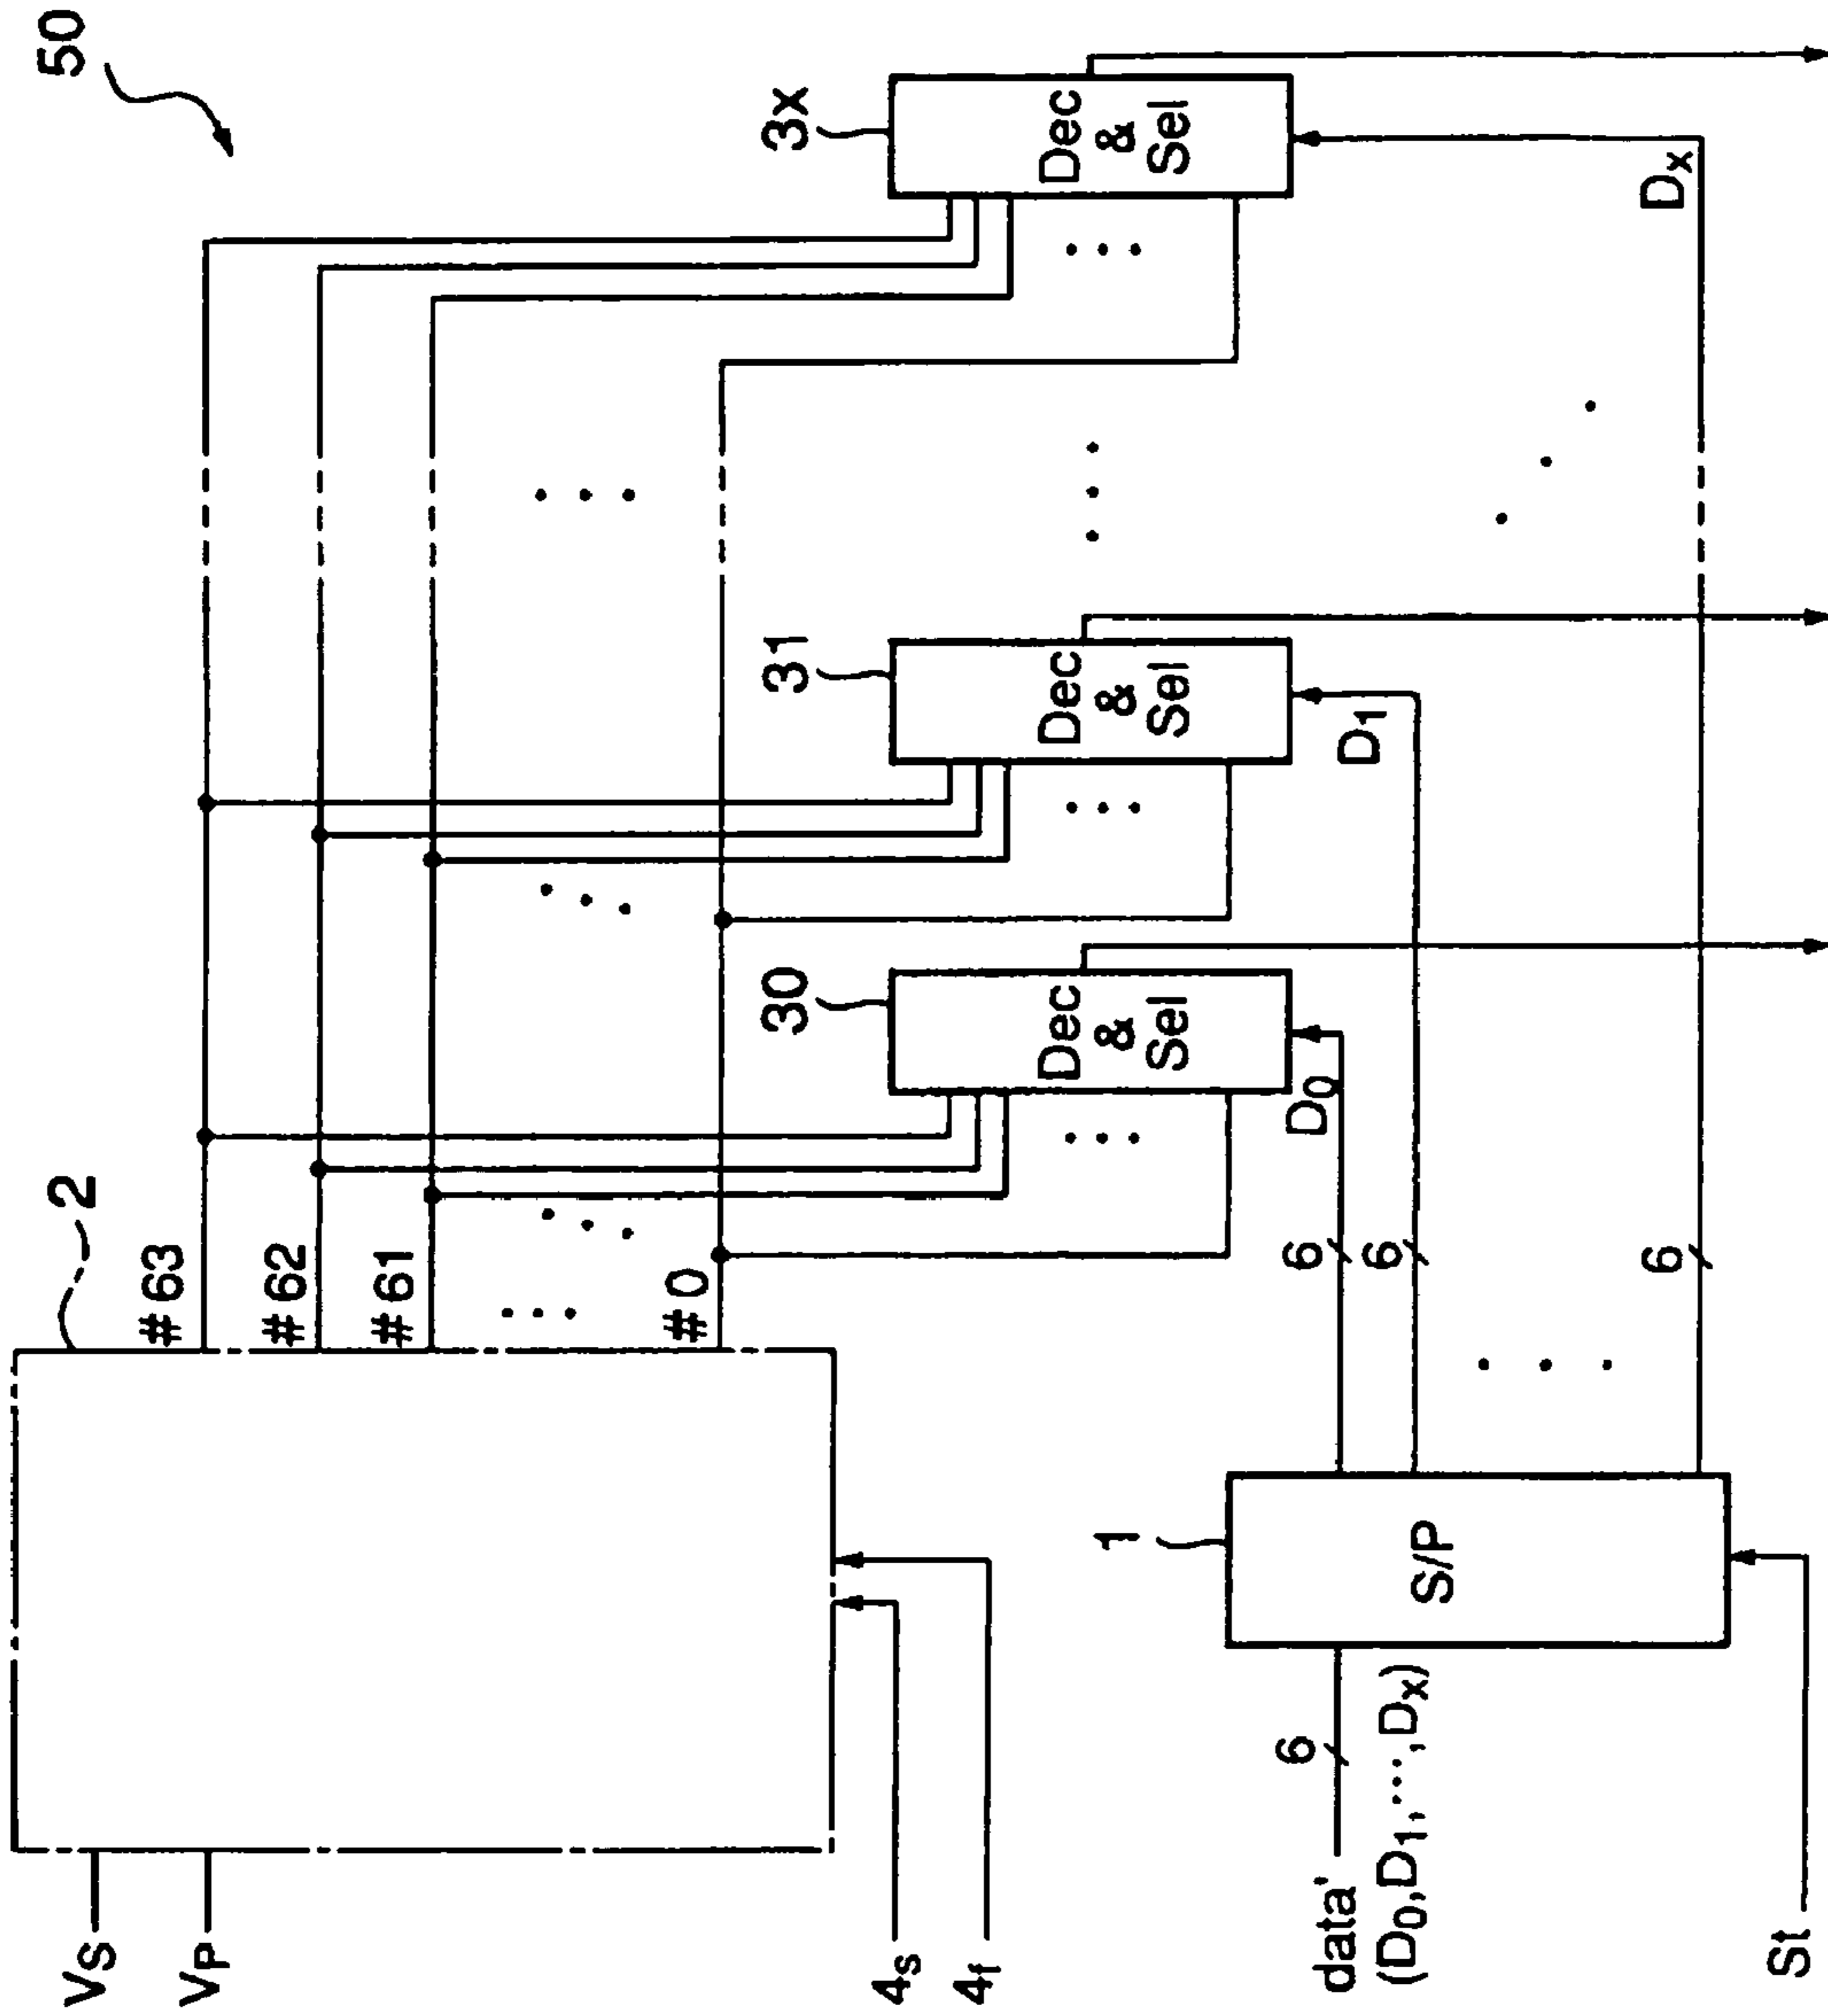 50
2
VS
VP
#63
#62
#61
...
#0
4s
4t
30
Dec
&
Sel
31
Dec
&
Sel
3x
Dec
&
Sel
D0
D1
Dx
1
S/P
6
6
6
6
data'
(D0,D1,...,Dx)
St